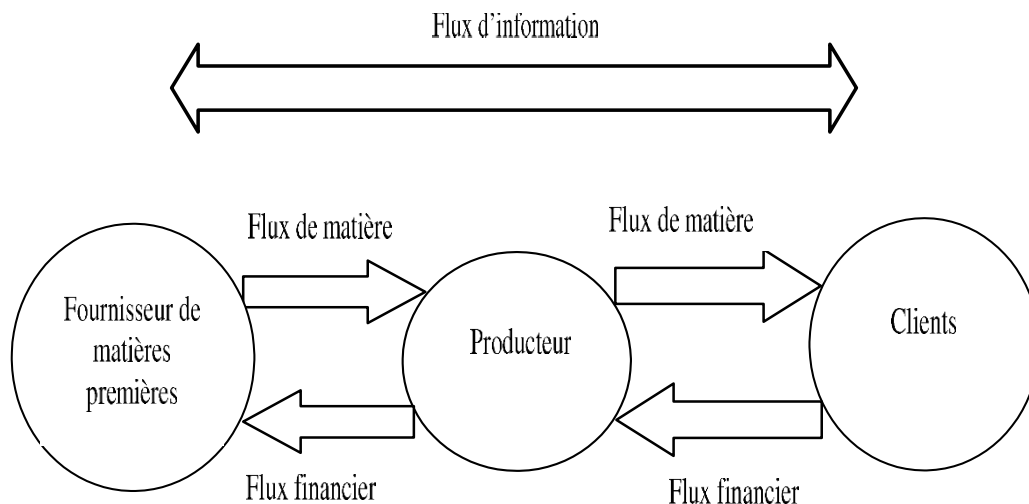 Flux d'information
Flux de matière
Flux de matière
Fournisseur de
matières
premières
Producteur
Clients
Flux financier
Flux financier